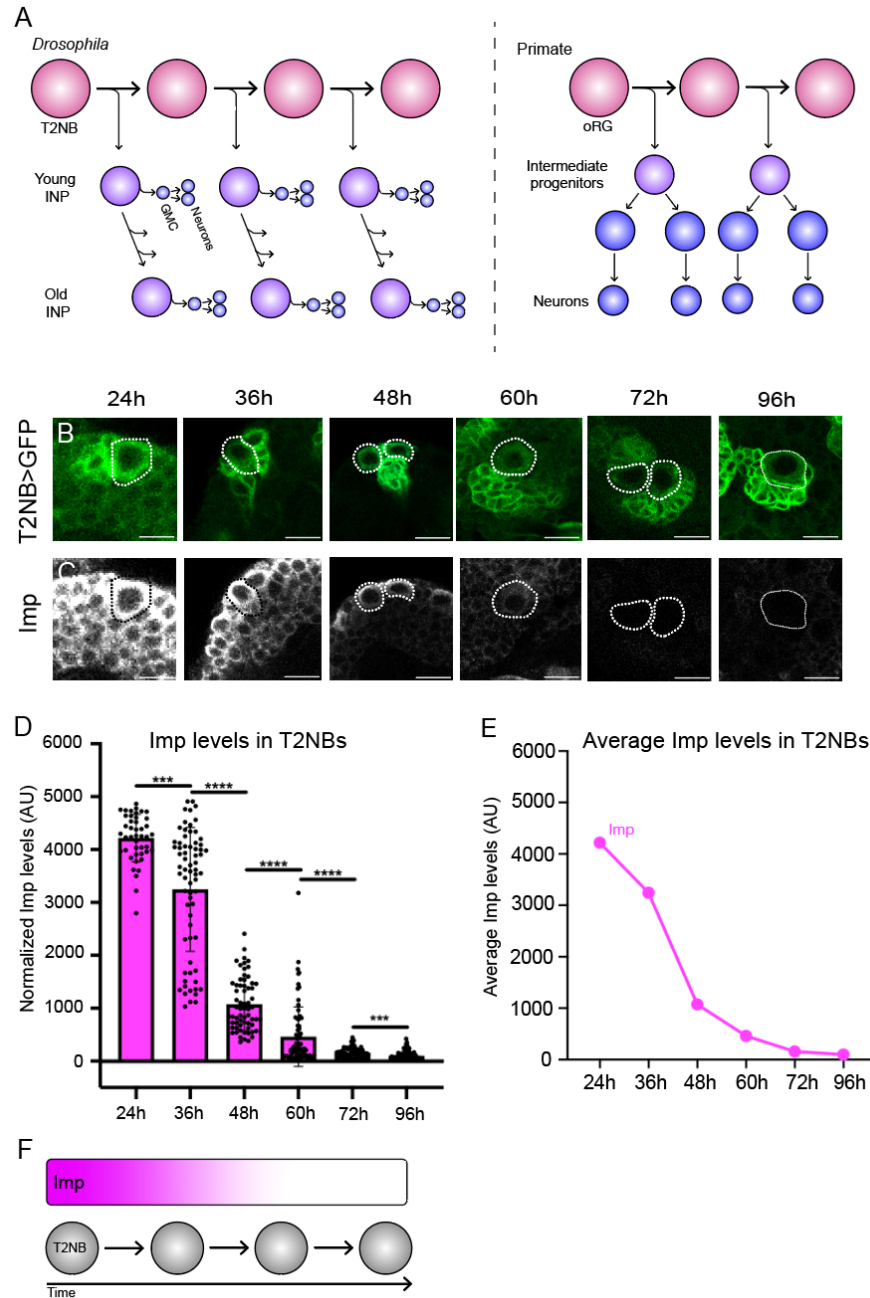 A
Drosophila
Primate
T2NB
oRG
Young
INP
GMC
Neurons
Intermediate
progenitors
Old
INP
Neurons
24h 36h 48h 60h 72h 96h
B
T2NB>GFP
C
Imp
D
Imp levels in T2NBs
Normalized Imp levels (AU)
6000
5000
4000
3000
2000
1000
0
*** **** **** **** ***
24h 36h 48h 60h 72h 96h
E
Average Imp levels in T2NBs
Average Imp levels (AU)
6000
5000
4000
3000
2000
1000
0
Imp
24h 36h 48h 60h 72h 96h
F
Imp
T2NB
Time